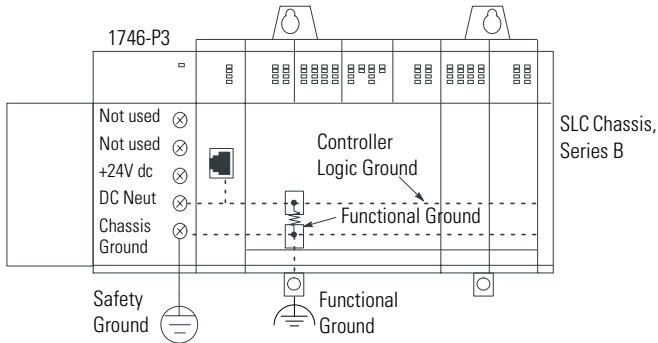 1746-P3
Not used
Not used
+24V dc
DC Neut
Chassis
Ground
Controller
Logic Ground
Functional Ground
SLC Chassis,
Series B
Safety
Ground
Functional
Ground